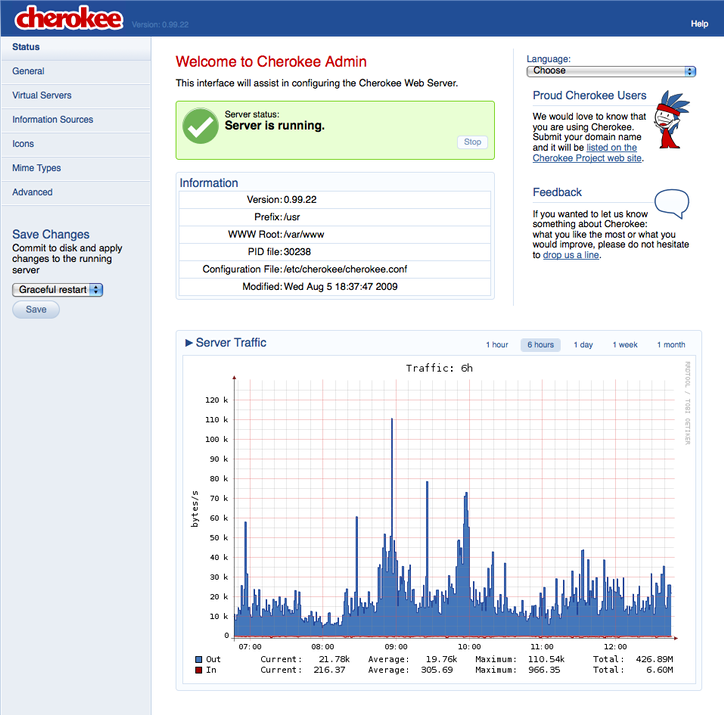 cherokee Version: 0.99.22
Help
Status
General
Virtual Servers
Information Sources
Icons
Mime Types
Advanced
Save Changes
Commit to disk and apply
changes to the running
server
Graceful restart
Save
Welcome to Cherokee Admin
This interface will assist in configuring the Cherokee Web Server.
Server status:
Server is running.
Stop
Information
Version: 0.99.22
Prefix: /usr
WWW Root: /var/www
PID file: 30238
Configuration File: /etc/cherokee/cherokee.conf
Modified: Wed Aug 5 18:37:47 2009
Language:
Choose
Proud Cherokee Users
We would love to know that
you are using Cherokee.
Submit your domain name
and it will be listed on the
Cherokee Project web site.
Feedback
If you wanted to let us know
something about Cherokee:
what you like the most or what you
would improve, please do not hesitate
to drop us a line.
Server Traffic
1 hour 6 hours 1 day 1 week 1 month
Traffic: 6h
RRDTOOL / TOBI OETIKER
bytes/s
120 k
110 k
100 k
90 k
80 k
70 k
60 k
50 k
40 k
30 k
20 k
10 k
0
07:00 08:00 09:00 10:00 11:00 12:00
Out Current: 21.78k Average: 19.76k Maximum: 110.54k Total: 426.89M
In Current: 216.37 Average: 305.69 Maximum: 966.35 Total: 6.60M